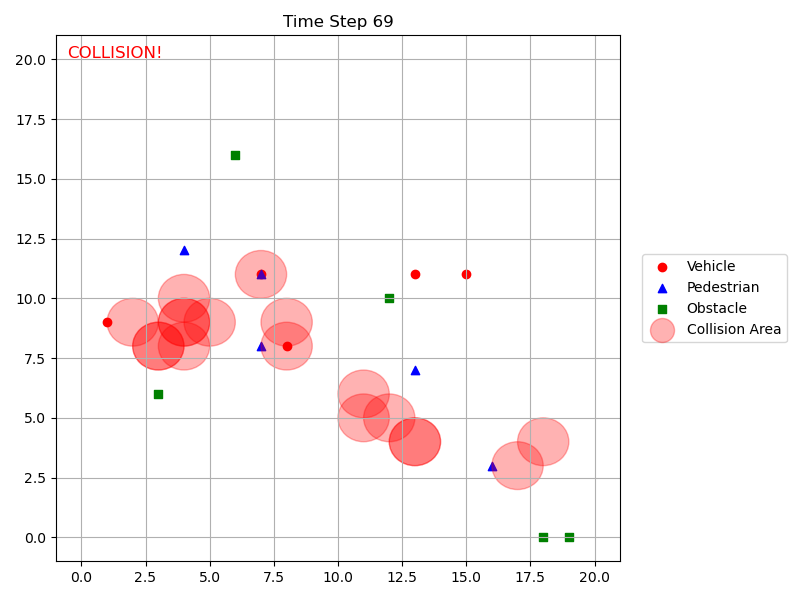 Time Step 69
COLLISION!
20.0
17.5
15.0
12.5
10.0
7.5
5.0
2.5
0.0
0.0 2.5 5.0 7.5 10.0 12.5 15.0 17.5 20.0
Vehicle
Pedestrian
Obstacle
Collision Area